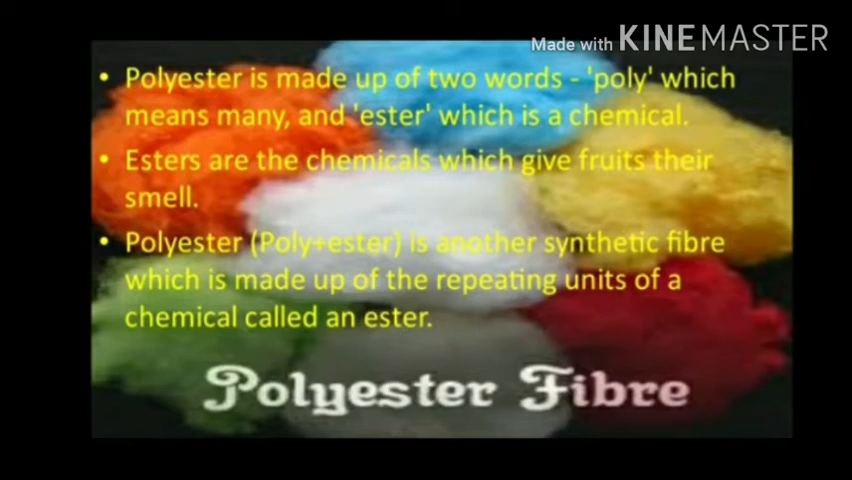 Made with KINEMASTER
• Polyester is made up of two words - 'poly' which
means many, and 'ester' which is a chemical.
• Esters are the chemicals which give fruits their
smell.
• Polyester (Poly+ester) is another synthetic fibre
which is made up of the repeating units of a
chemical called an ester.
Polyester Fibre